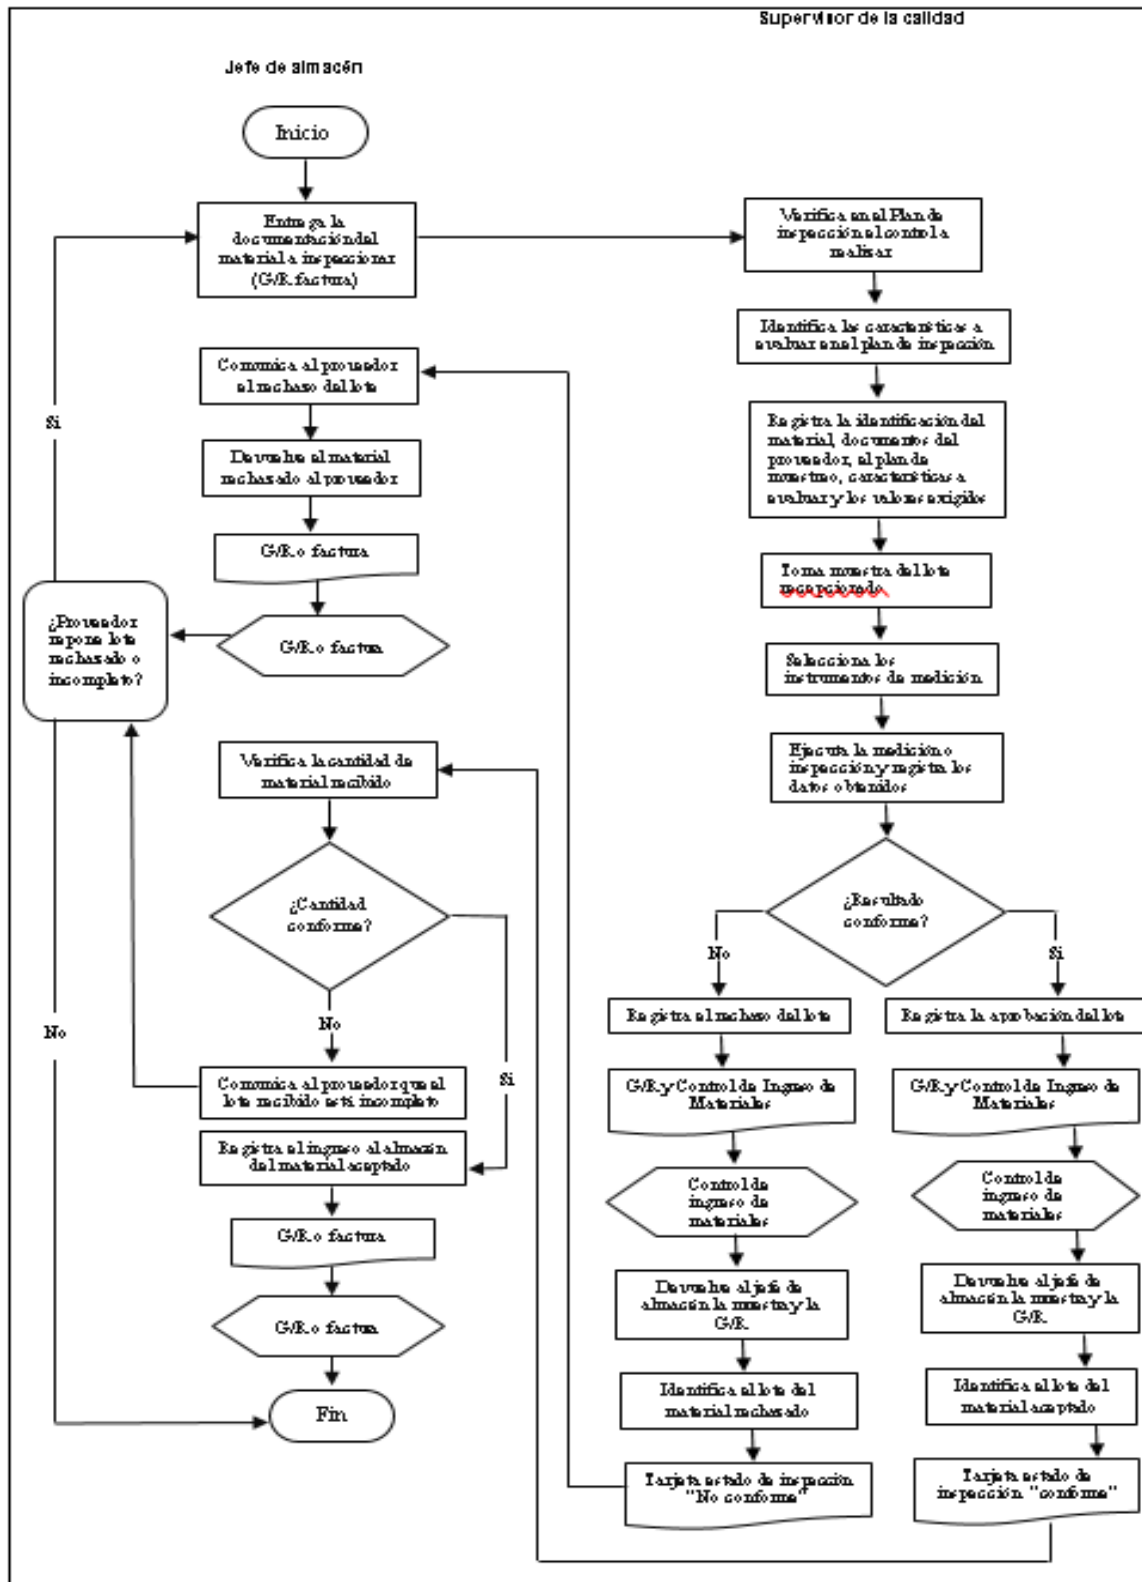 Supervisor de la calidad
Jefe de almacén
Inicio
Entrega la
documentación del
material a inspeccionar
(G/R factura)
Verifica en el Plan de
inspección el control a
realizar
Identifica las características a
evaluar en el plan de inspección
Comunica al proveedor
el rechazo del lote
Si
Registra la identificación del
material, documentos del
proveedor, el plan de
muestreo, características a
evaluar y los valores exigidos
Devuelve el material
rechazado al proveedor
G/R o factura
Toma muestra del lote
recepcionado
¿Proveedor
repone lote
rechazado o
incompleto?
G/R o factura
Selecciona los
instrumentos de medición
Verifica la cantidad de
material recibido
Ejecuta la medición o
inspección y registra los
datos obtenidos
¿Cantidad
conforme?
¿Resultado
conforme?
No
Si
No
No
Registra el rechazo del lote
Registra la aprobación del lote
Si
Comunica al proveedor que el
lote recibido está incompleto
G/R y Control de Ingreso de
Materiales
G/R y Control de Ingreso de
Materiales
Registra el ingreso al almacén
del material aceptado
Control de
ingreso de
materiales
Control de
ingreso de
materiales
G/R o factura
Devuelve al jefe de
almacén la muestra y la
G/R
Devuelve al jefe de
almacén la muestra y la
G/R
G/R o factura
Identifica el lote del
material rechazado
Identifica el lote del
material aceptado
Fin
Tarjeta estado de inspección
"No conforme"
Tarjeta estado de
inspección "conforme"